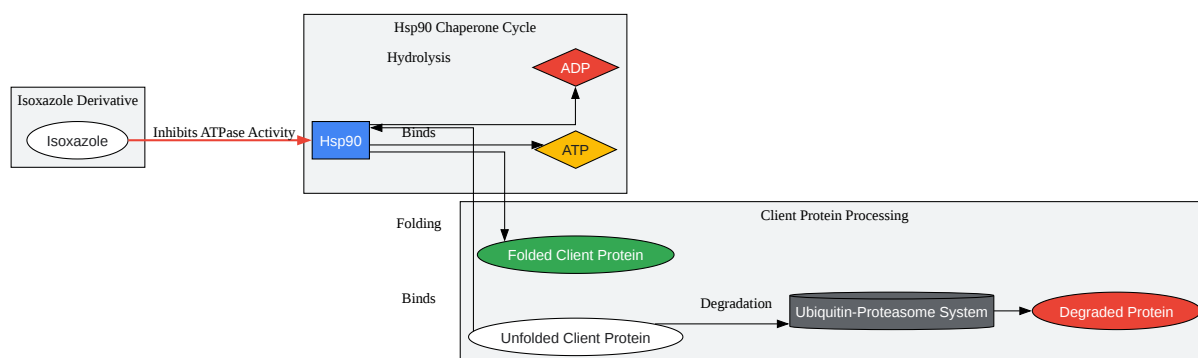 Hsp90 Chaperone Cycle
Hydrolysis
ADP
Isoxazole Derivative
Isoxazole
Inhibits ATPase Activity
Hsp90
Binds
ATP
Client Protein Processing
Folding
Folded Client Protein
Binds
Degradation
Ubiquitin-Proteasome System
Degraded Protein
Unfolded Client Protein